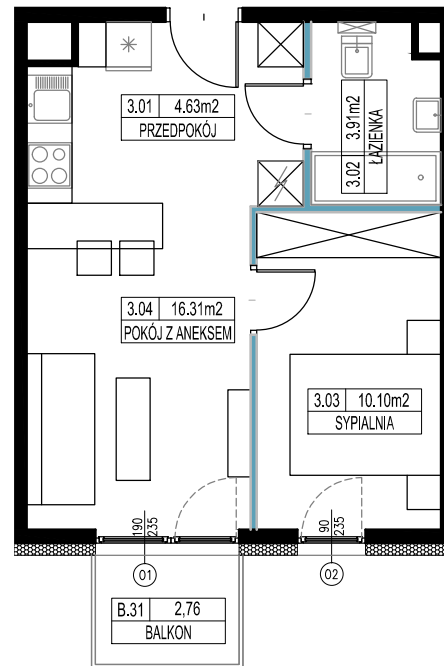 3.01 4.63m2
PRZEDPOKÓJ
3.02 3.91m2
ŁAZIENKA
3.04 16.31m2
POKÓJ Z ANEKSEM
3.03 10.10m2
SYPIALNIA
190
235
90
235
01
02
B.31 2,76
BALKON